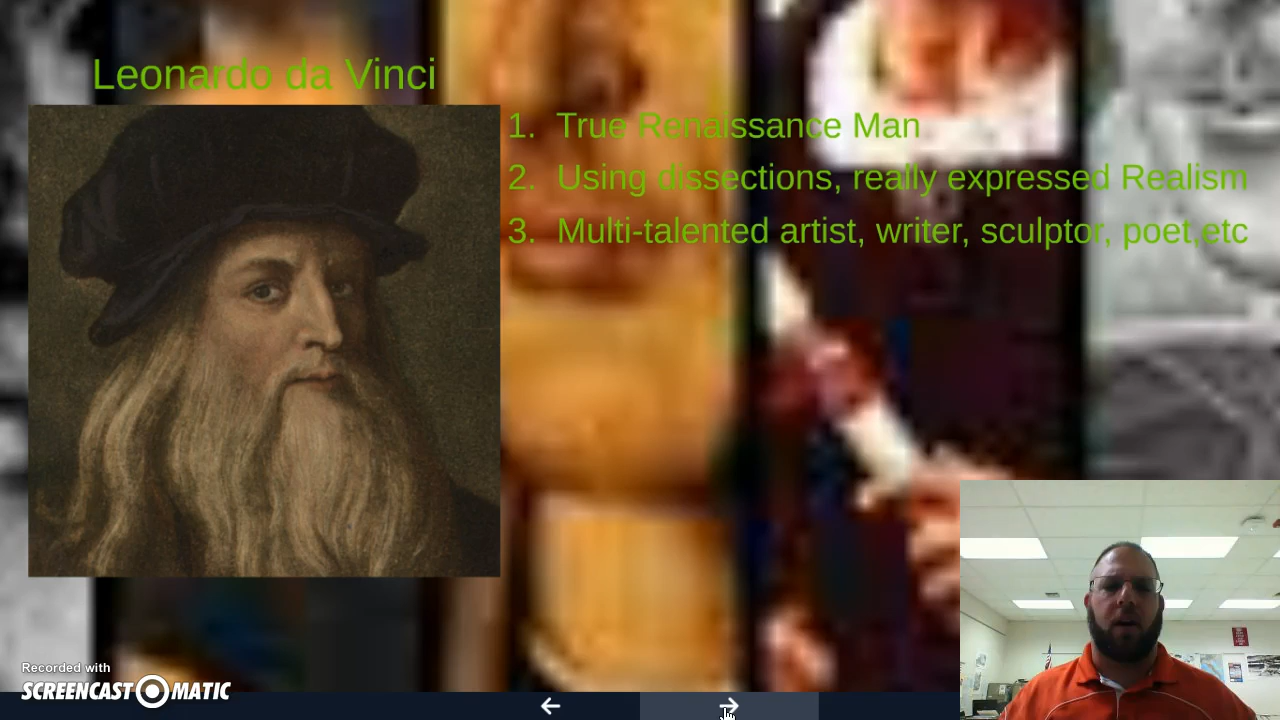 Leonardo da Vinci
1. True Renaissance Man
2. Using dissections, really expressed Realism
3. Multi-talented artist, writer, sculptor, poet,etc
Recorded with
SCREENCAST O MATIC